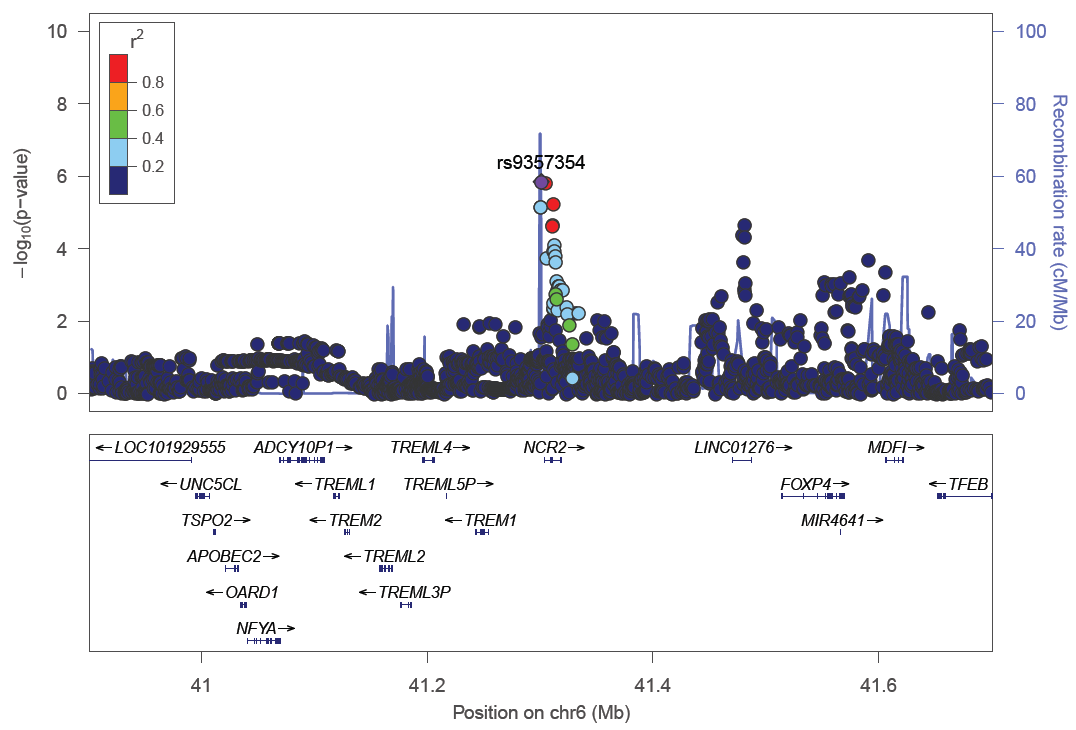 r2
0.8
0.6
0.4
0.2
rs9357354
10
8
6
4
2
0
−log10(p−value)
100
80
60
40
20
0
Recombination rate (cM/Mb)
←LOC101929555
ADCY10P1→
TREML4→
NCR2→
LINC01276→
MDFI→
←UNC5CL
←TREML1
TREML5P→
FOXP4→
←TFEB
TSPO2→
←TREM2
←TREM1
MIR4641→
APOBEC2→
←TREML2
←OARD1
←TREML3P
NFYA→
41
41.2
41.4
41.6
Position on chr6 (Mb)